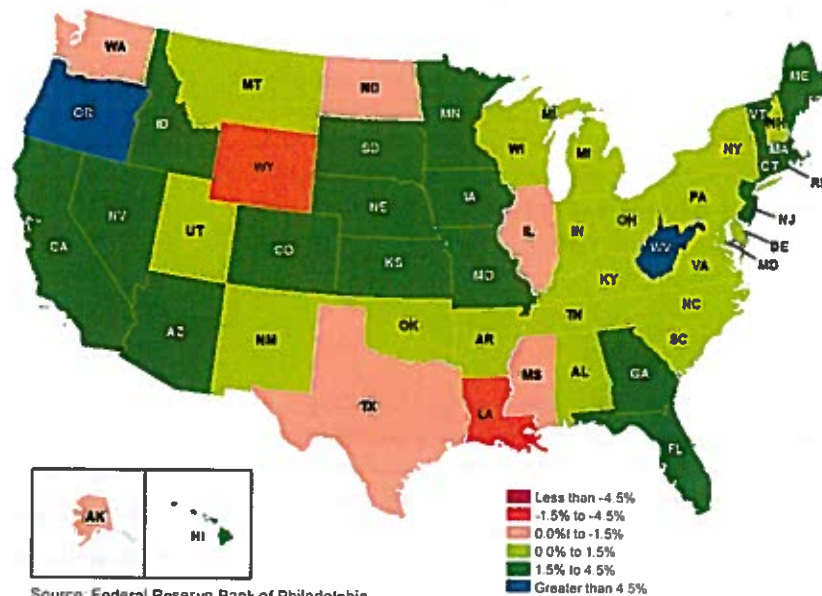 WA
MT
ND
MN
ME
OR
ID
SD
WI
MI
MI
VT
NH
NY
MA
CT
WY
NV
UT
CO
NE
IA
IL
IN
OH
PA
NJ
DE
MD
CA
KS
MO
KY
WV
VA
AZ
NM
OK
AR
TN
NC
SC
TX
LA
MS
AL
GA
FL
AK
HI
Less than -4.5%
-1.5% to -4.5%
0.0%t to -1.5%
0.0% to 1.5%
1.5% to 4.5%
Greater than 4.5%
Source: Federal Reserve Bank of Philadelphia